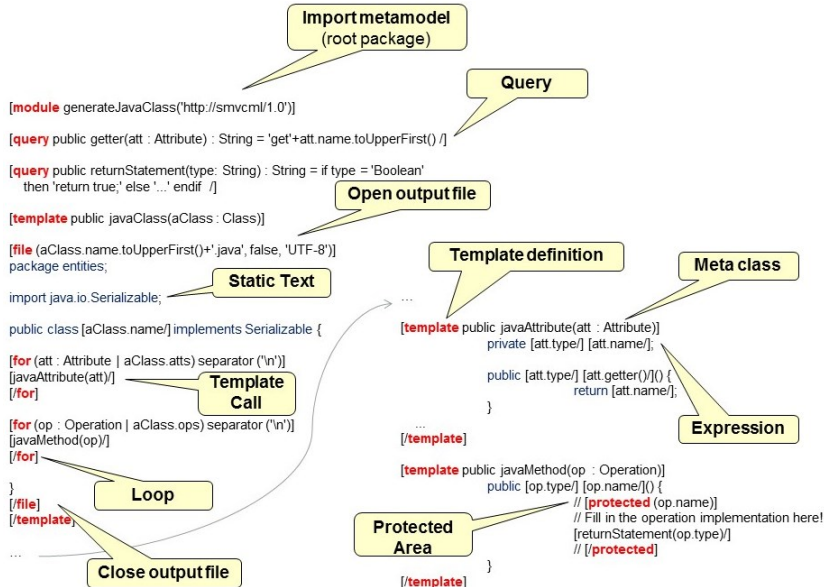 Import metamodel
(root package)
Query
[module generateJavaClass('http://smvcml/1.0')]
[query public getter(att : Attribute) : String = 'get'+att.name.toUpperFirst() /]
[query public returnStatement(type: String) : String = if type = 'Boolean'
then 'return true;' else '...' endif /]
Open output file
[template public javaClass(aClass : Class)]
[file (aClass.name.toUpperFirst()+'.java', false, 'UTF-8')]
package entities;
Static Text
import java.io.Serializable;
public class [aClass.name/] implements Serializable {
[for (att : Attribute | aClass.atts) separator ('\n')]
[javaAttribute(att)/]
[/for]
Template
Call
[for (op : Operation | aClass.ops) separator ('\n')]
[javaMethod(op)/]
[/for]
Loop
}
[/file]
[/template]
...
Close output file
Template definition
Meta class
...
[template public javaAttribute(att : Attribute)]
private [att.type/] [att.name/];
public [att.type/] [att.getter()/]() {
return [att.name/];
}
...
[/template]
Expression
[template public javaMethod(op : Operation)]
public [op.type/] [op.name/]() {
// [protected (op.name)]
// Fill in the operation implementation here!
[returnStatement(op.type)/]
// [/protected]
}
[/template]
Protected
Area